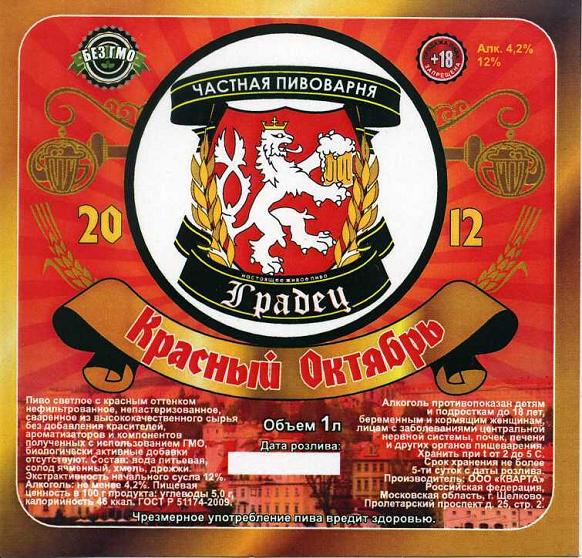 БЕЗ ГМО
ПРОДАЖА ЛИЦАМ
+18
ЗАПРЕЩЕНА
Алк. 4,2%
12%
ЧАСТНАЯ ПИВОВАРНЯ
20
12
настоящее живое пиво
Градец
Красный Октябрь
Пиво светлое с красным оттенком
нефильтрованное, непастеризованное,
сваренное из высококачественного сырья
без добавления красителей,
ароматизаторов и компонентов
полученных с использованием ГМО,
биологически активные добавки
отсутствуют. Состав: вода питьевая,
солод ячменный, хмель, дрожжи.
Экстрактивность начального сусла 12%.
Алкоголь: не менее 4,2%. Пищевая
ценность в 100 г продукта: углеводы 5,0 г,
калорийность 46 ккал. ГОСТ Р 51174-2009.
Объем 1л
Дата розлива:
Алкоголь противопоказан детям
и подросткам до 18 лет,
беременным и кормящим женщинам,
лицам с заболеваниями центральной
нервной системы, почек, печени
и других органов пищеварения.
Хранить при t от 2 до 5 С.
Срок хранения не более
5-ти суток с даты розлива.
Производитель: ООО «КВАРТА»
Российская федерация,
Московская область, г. Щелково,
Пролетарский проспект д. 25, стр. 2.
Чрезмерное употребление пива вредит здоровью.